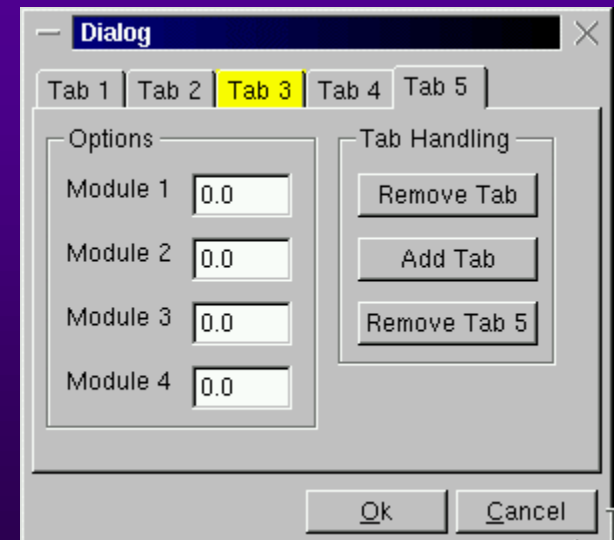 Dialog
Tab 1 Tab 2 Tab 3 Tab 4 Tab 5
Options
Module 1 0.0
Module 2 0.0
Module 3 0.0
Module 4 0.0
Tab Handling
Remove Tab
Add Tab
Remove Tab 5
Ok Cancel